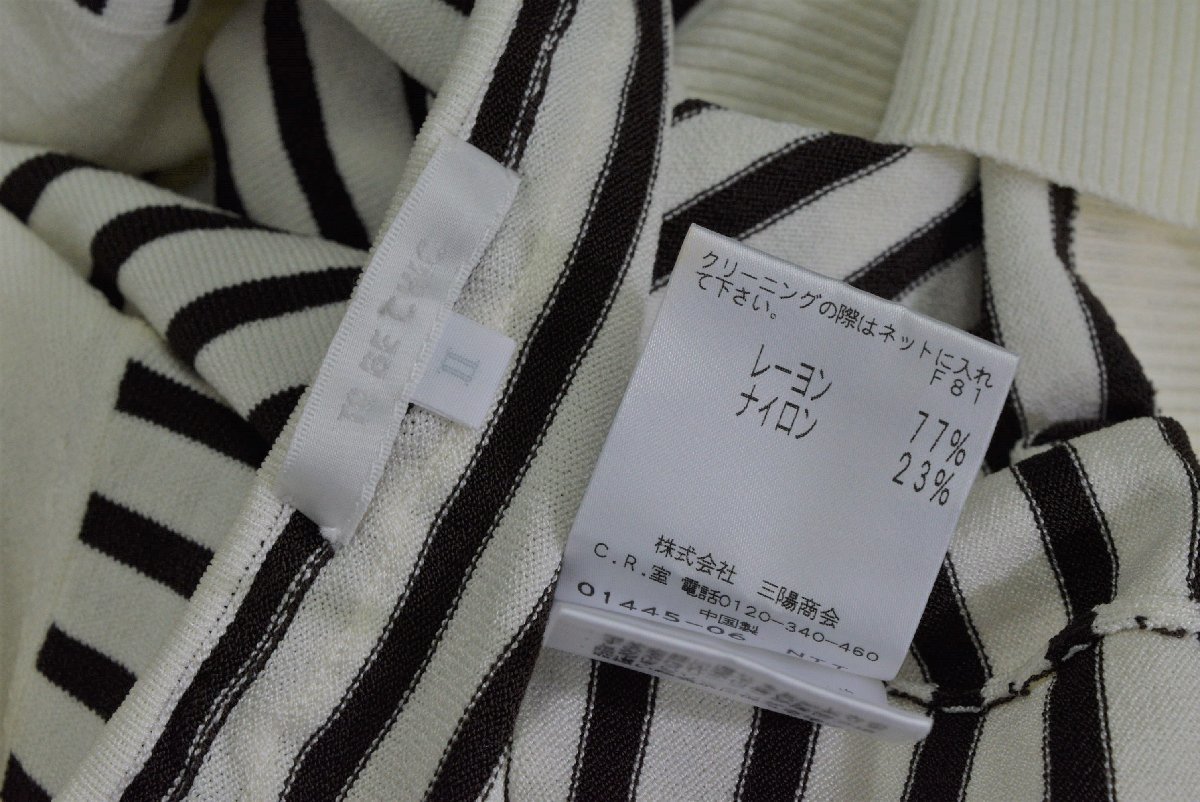 II
クリーニングの際はネットに入れ
て下さい。
F81
レーヨン 77%
ナイロン 23%
株式会社 三陽商会
C.R.室 電話0120-340-460
中国製
01445-06 NTT